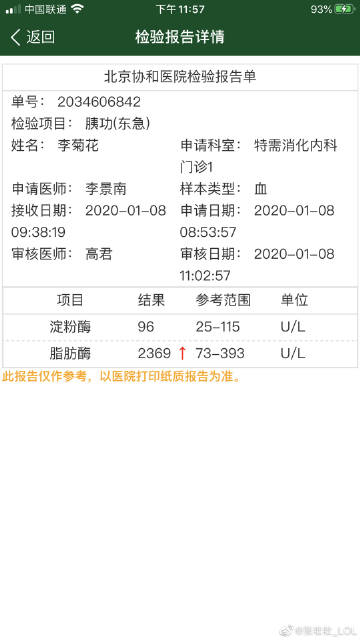 中国联通 下午11:57 93%
返回 检验报告详情
北京协和医院检验报告单
单号： 2034606842
检验项目： 胰功(东急)
姓名： 李菊花 申请科室： 特需消化内科
门诊1
申请医师： 李景南 样本类型： 血
接收日期： 2020-01-08 申请日期： 2020-01-08
09:38:19 08:53:57
审核医师： 高君 审核日期： 2020-01-08
11:02:57
项目 结果 参考范围 单位
淀粉酶 96 25-115 U/L
脂肪酶 2369 ↑ 73-393 U/L
此报告仅作参考，以医院打印纸质报告为准。